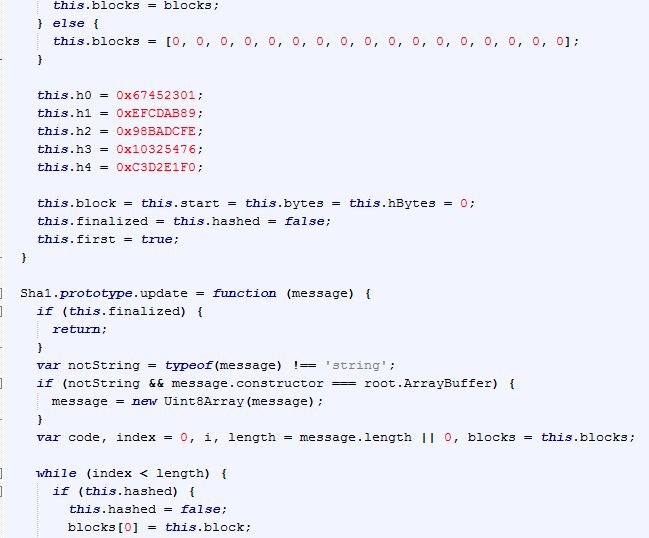 this.blocks = blocks;
} else {
this.blocks = [0, 0, 0, 0, 0, 0, 0, 0, 0, 0, 0, 0, 0, 0, 0, 0, 0];
}
this.h0 = 0x67452301;
this.h1 = 0xEFCDAB89;
this.h2 = 0x98BADCFE;
this.h3 = 0x10325476;
this.h4 = 0xC3D2E1F0;
this.block = this.start = this.bytes = this.hBytes = 0;
this.finalized = this.hashed = false;
this.first = true;
}
Sha1.prototype.update = function (message) {
if (this.finalized) {
return;
}
var notString = typeof(message) !== 'string';
if (notString && message.constructor === root.ArrayBuffer) {
message = new Uint8Array(message);
}
var code, index = 0, i, length = message.length || 0, blocks = this.blocks;
while (index < length) {
if (this.hashed) {
this.hashed = false;
blocks[0] = this.block;